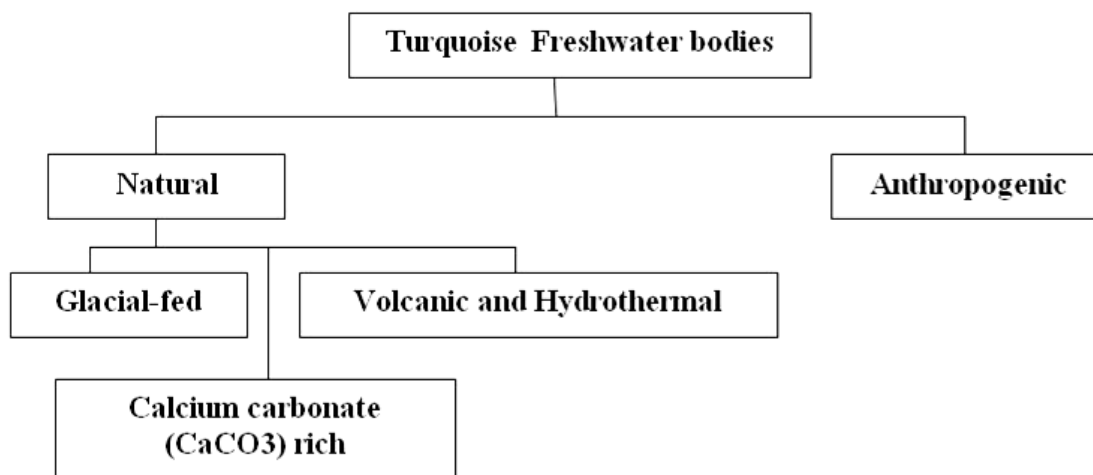 Turquoise Freshwater bodies
Natural
Anthropogenic
Glacial-fed
Volcanic and Hydrothermal
Calcium carbonate
(CaCO3) rich